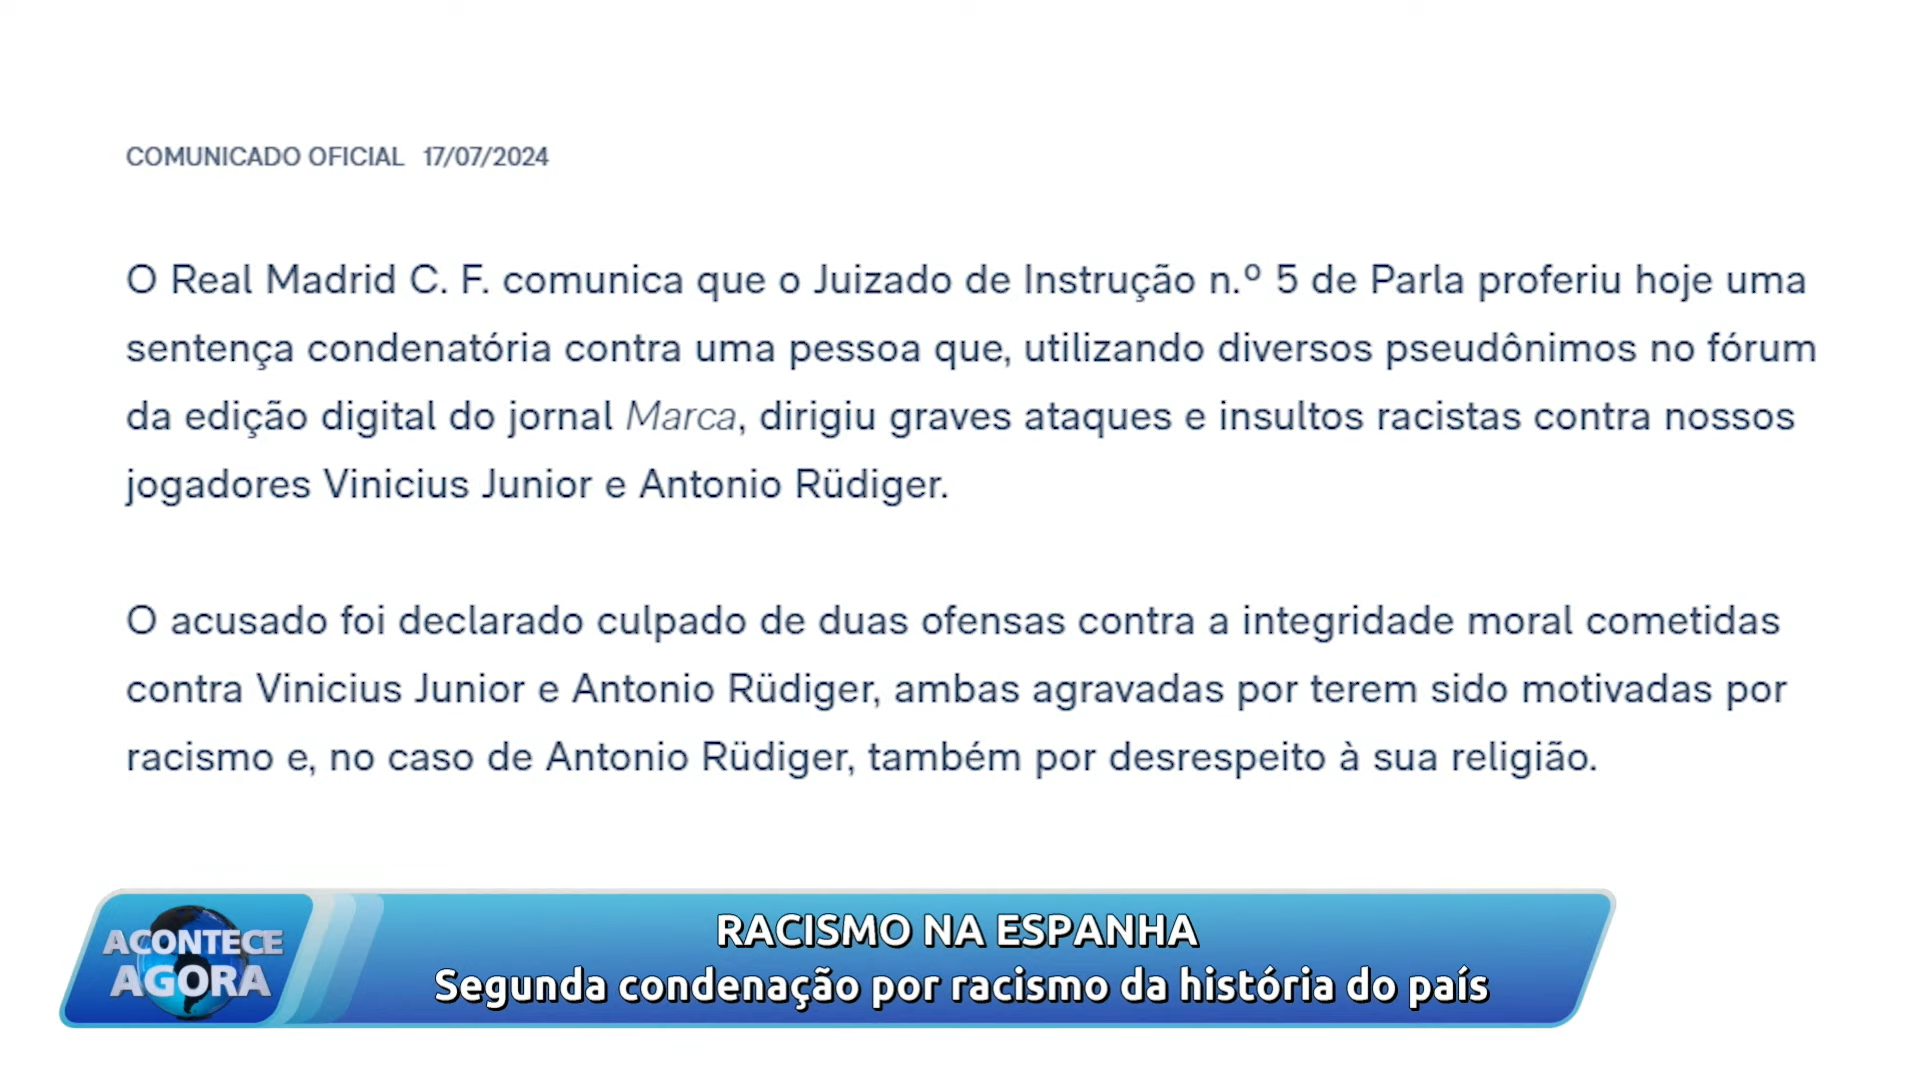 COMUNICADO OFICIAL 17/07/2024
O Real Madrid C. F. comunica que o Juizado de Instrução n.º 5 de Parla proferiu hoje uma
sentença condenatória contra uma pessoa que, utilizando diversos pseudônimos no fórum
da edição digital do jornal Marca, dirigiu graves ataques e insultos racistas contra nossos
jogadores Vinicius Junior e Antonio Rüdiger.
O acusado foi declarado culpado de duas ofensas contra a integridade moral cometidas
contra Vinicius Junior e Antonio Rüdiger, ambas agravadas por terem sido motivadas por
racismo e, no caso de Antonio Rüdiger, também por desrespeito à sua religião.
ACONTECE
AGORA
RACISMO NA ESPANHA
Segunda condenação por racismo da história do país